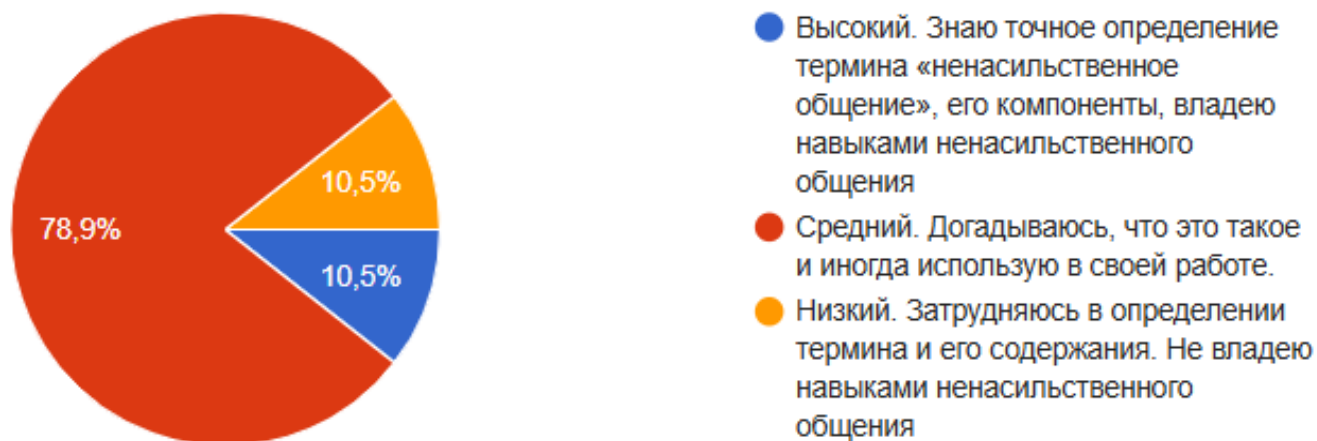 78,9%
10,5%
10,5%
Высокий. Знаю точное определение
термина «ненасильственное
общение», его компоненты, владею
навыками ненасильственного
общения
Средний. Догадываюсь, что это такое
и иногда использую в своей работе.
Низкий. Затрудняюсь в определении
термина и его содержания. Не владею
навыками ненасильственного
общения